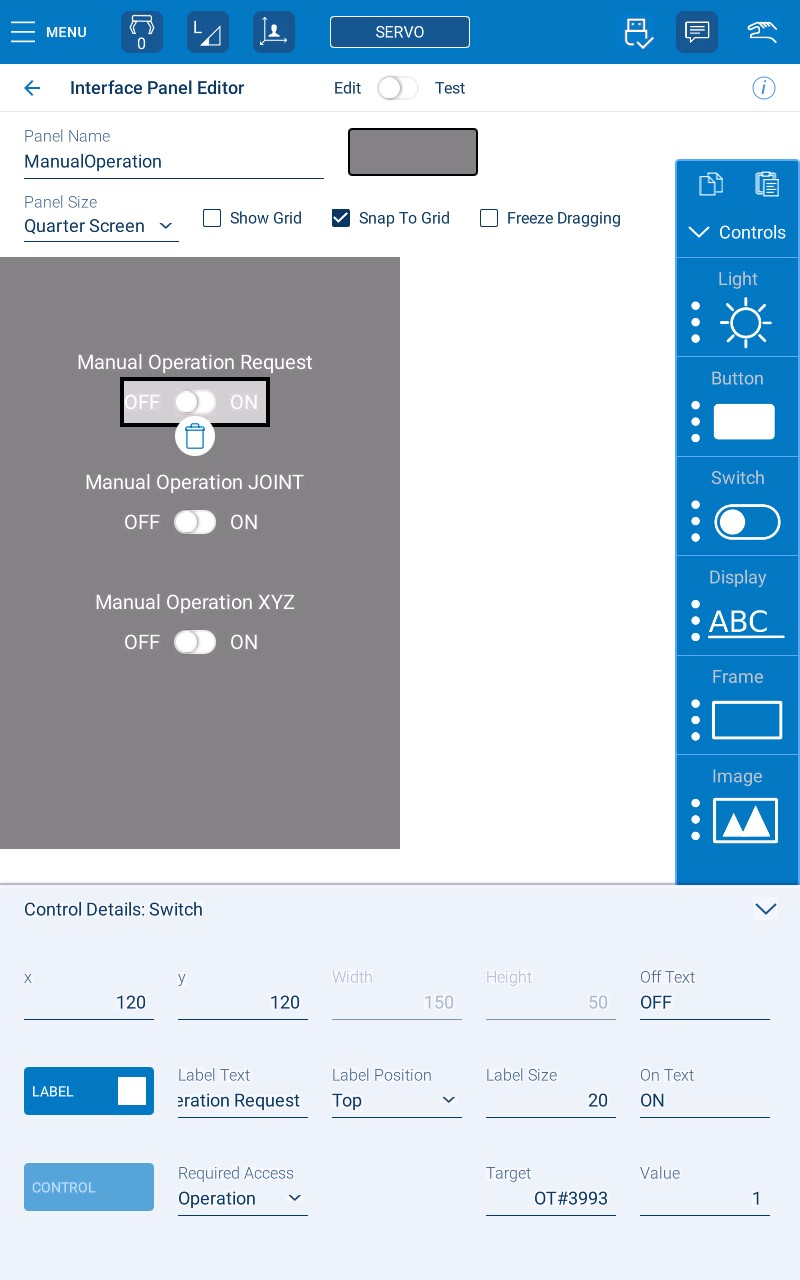 MENU
0
L
SERVO
Interface Panel Editor
Edit
Test
i
Panel Name
ManualOperation
Panel Size
Quarter Screen
Show Grid
Snap To Grid
Freeze Dragging
Controls
Light
Button
Switch
Display
ABC
Frame
Image
Manual Operation Request
OFF ON
Manual Operation JOINT
OFF ON
Manual Operation XYZ
OFF ON
Control Details: Switch
x y Width Height Off Text
120 120 150 50 OFF
LABEL
Label Text Label Position Label Size On Text
eration Request Top 20 ON
CONTROL
Required Access Target Value
Operation OT#3993 1